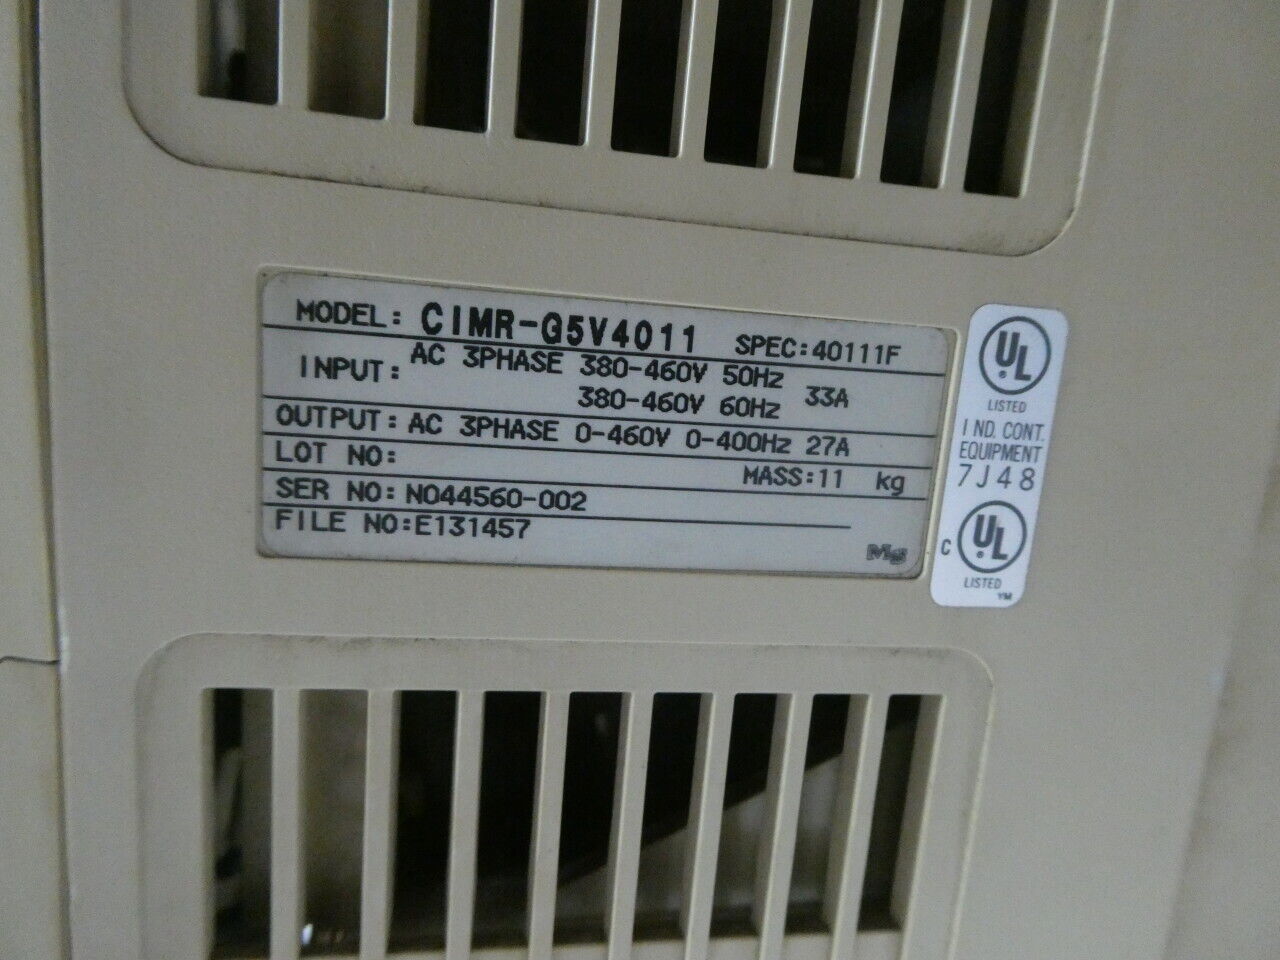 MODEL: CIMR-G5V4011 SPEC:40111F
INPUT: AC 3PHASE 380-460V 50Hz 33A
380-460V 60Hz
OUTPUT: AC 3PHASE 0-460V 0-400Hz 27A
LOT NO: MASS:11 kg
SER NO: NO44560-002
FILE NO:E131457
UL
LISTED
IND. CONT.
EQUIPMENT
7J48
C UL
LISTED
YM